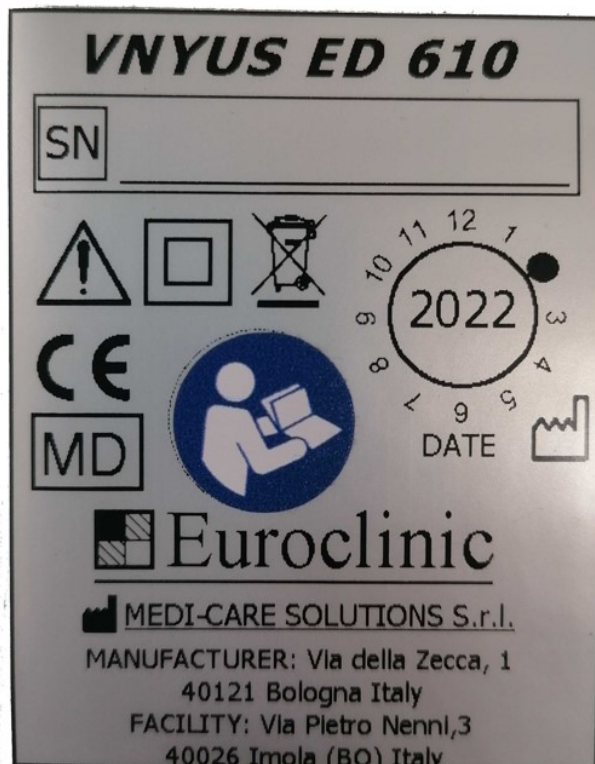 VNYUS ED 610
SN
12
1
3
4
5
6
7
8
9
10
11
2022
DATE
CE
MD
Euroclinic
MEDI-CARE SOLUTIONS S.r.l.
MANUFACTURER: Via della Zecca, 1
40121 Bologna Italy
FACILITY: Via Pietro Nenni,3
40026 Imola (BO) Italy